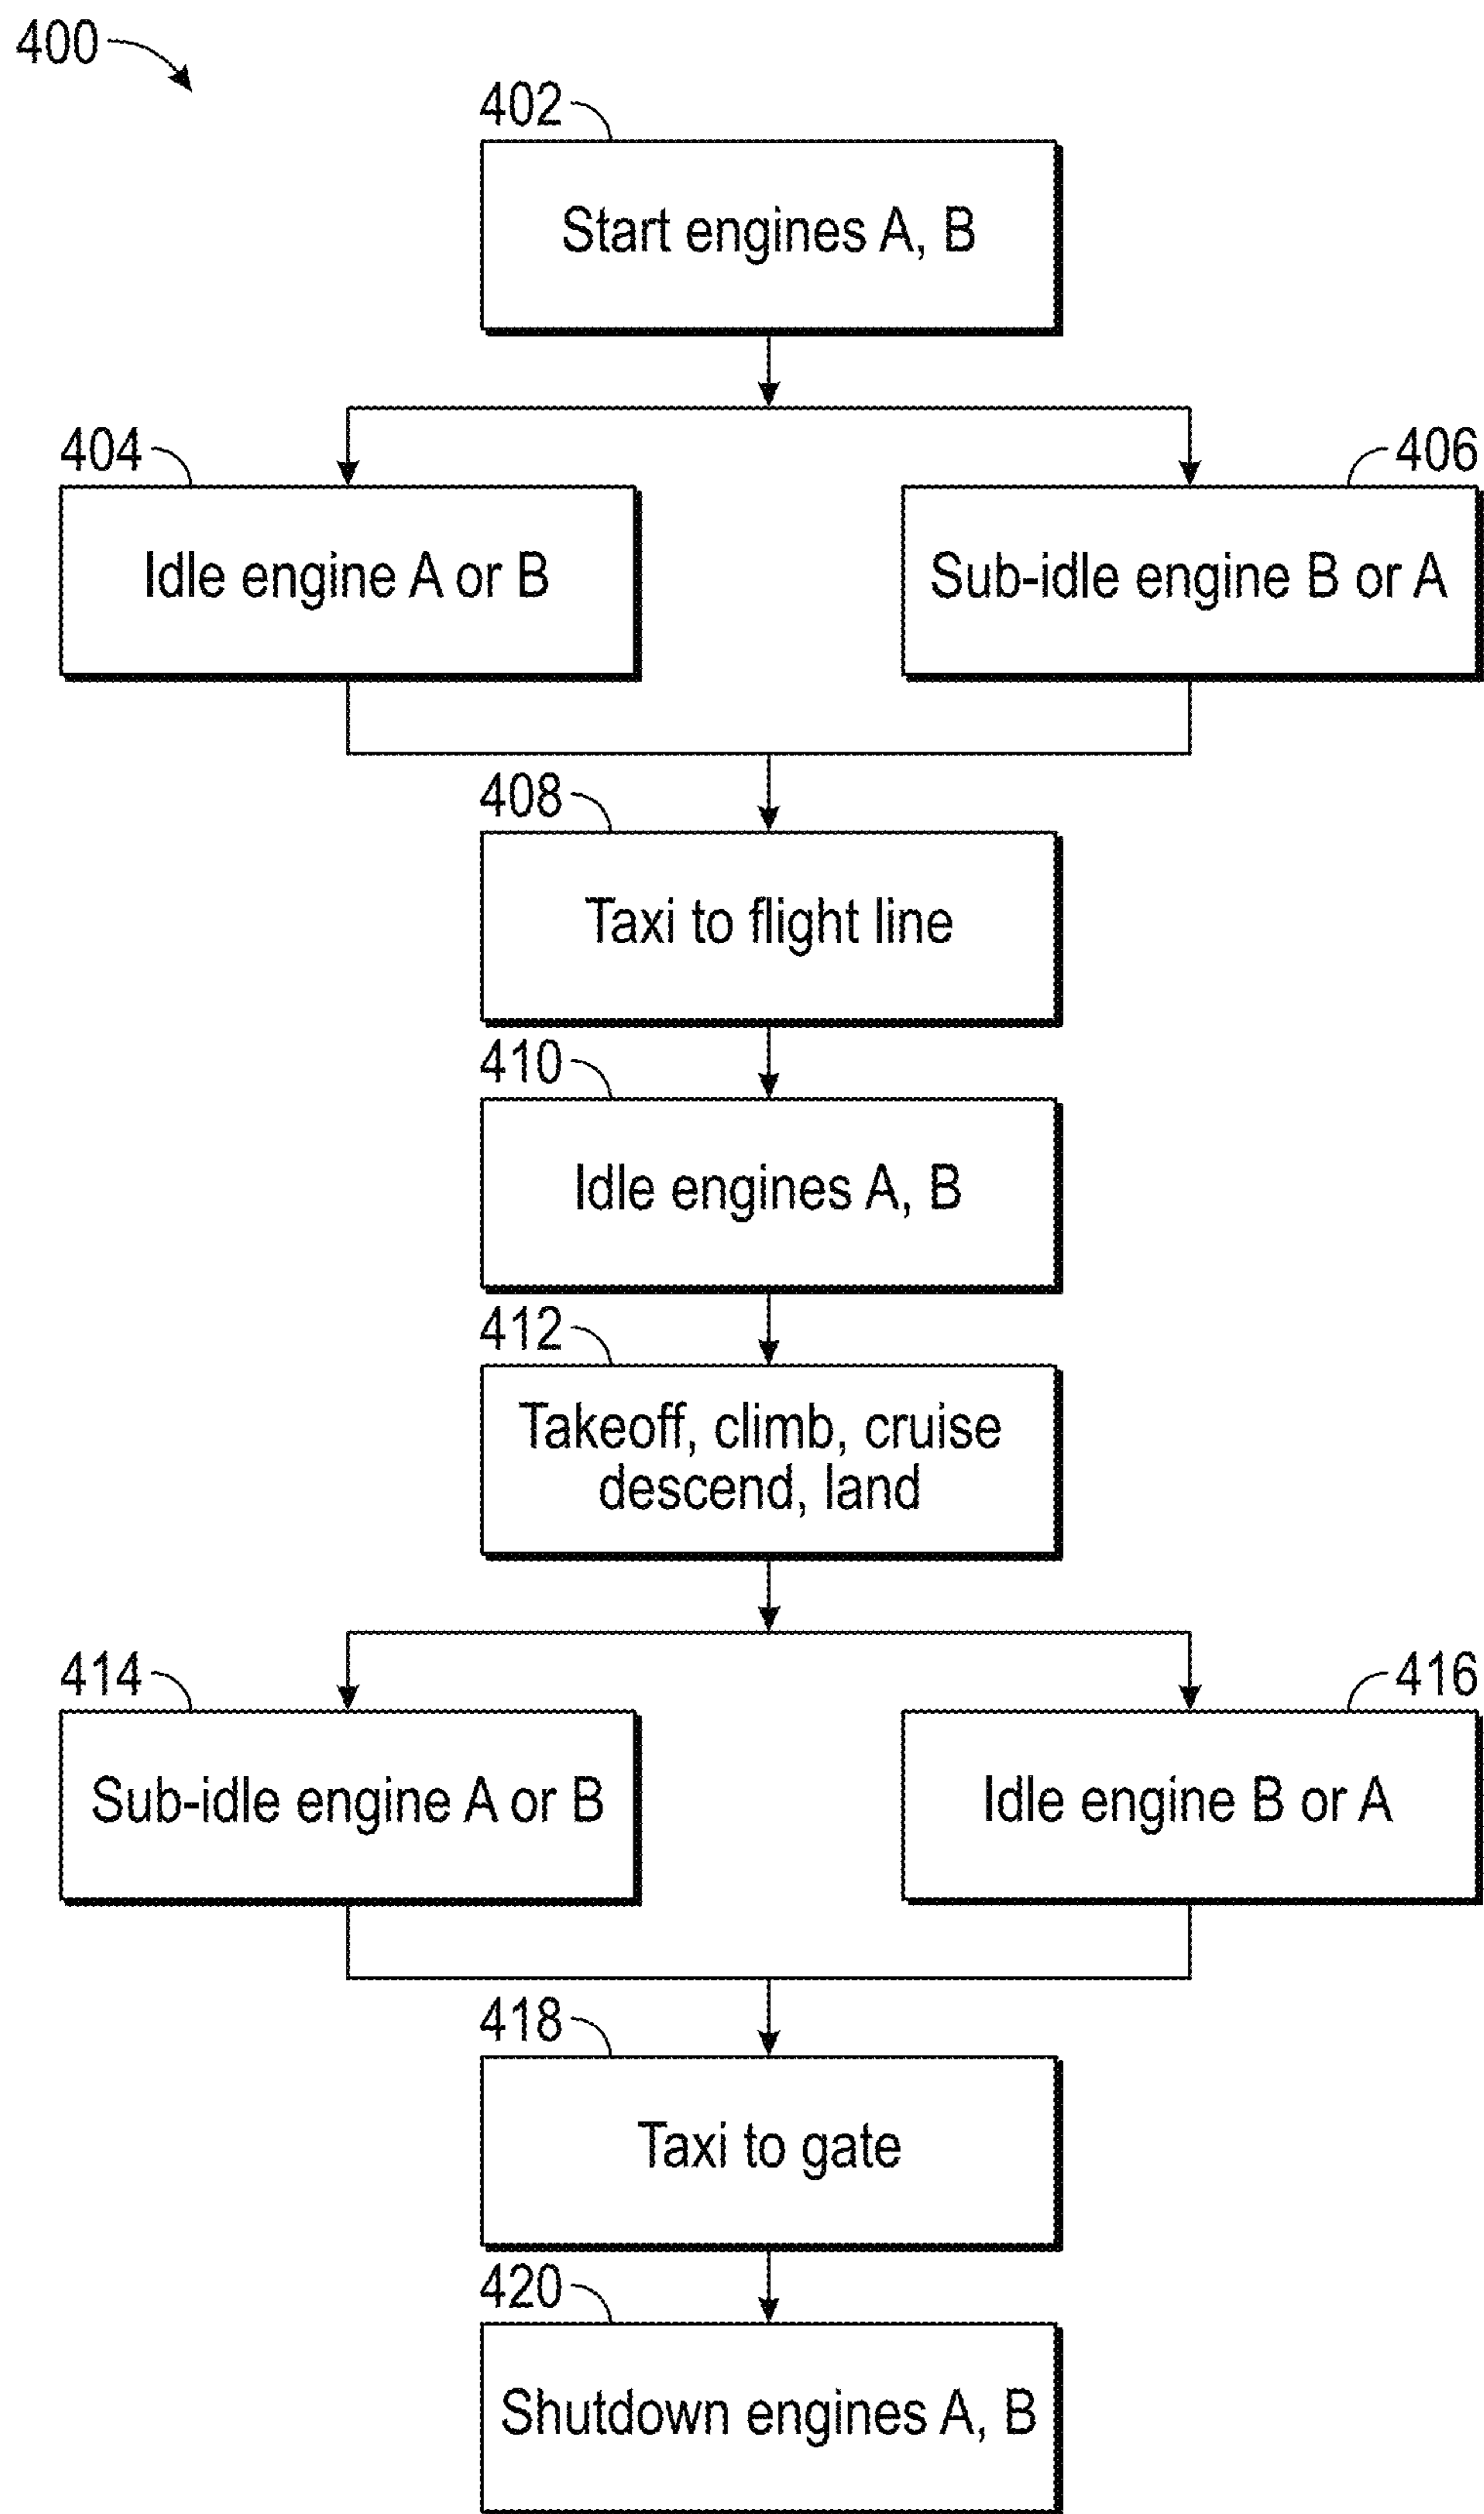 400
402
Start engines A, B
404
406
Idle engine A or B
Sub-idle engine B or A
408
Taxi to flight line
410
Idle engines A, B
412
Takeoff, climb, cruise
descend, land
414
416
Sub-idle engine A or B
Idle engine B or A
418
Taxi to gate
420
Shutdown engines A, B